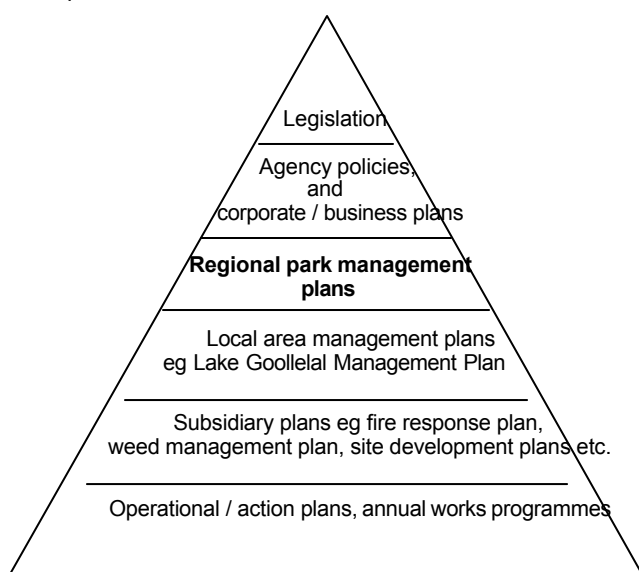 Legislation
Agency policies,
and
corporate / business plans
Regional park management
plans
Local area management plans
eg Lake Goollelal Management Plan
Subsidiary plans eg fire response plan,
weed management plan, site development plans etc.
Operational / action plans, annual works programmes